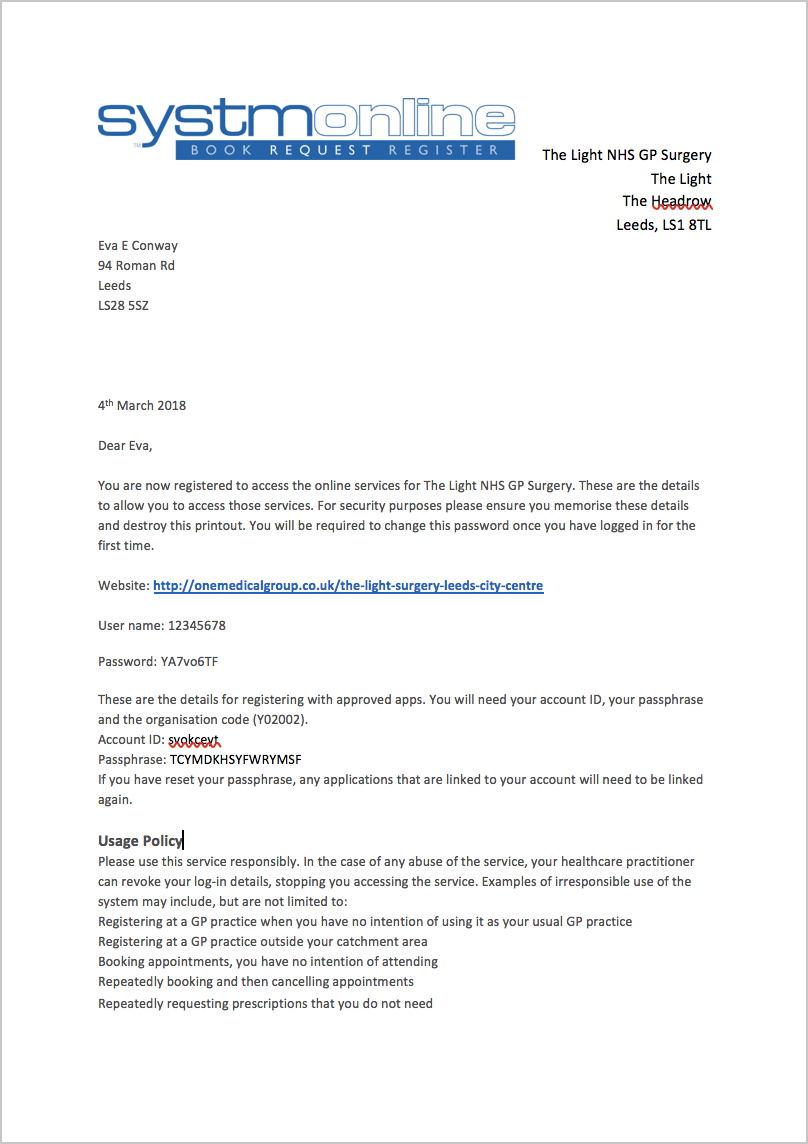 systmonline
™ BOOK REQUEST REGISTER
The Light NHS GP Surgery
The Light
The Headrow
Leeds, LS1 8TL
Eva E Conway
94 Roman Rd
Leeds
LS28 5SZ
4th March 2018
Dear Eva,
You are now registered to access the online services for The Light NHS GP Surgery. These are the details
to allow you to access those services. For security purposes please ensure you memorise these details
and destroy this printout. You will be required to change this password once you have logged in for the
first time.
Website: http://onemedicalgroup.co.uk/the-light-surgery-leeds-city-centre
User name: 12345678
Password: YA7vo6TF
These are the details for registering with approved apps. You will need your account ID, your passphrase
and the organisation code (Y02002).
Account ID: syokceyt
Passphrase: TCYMDKHSYFWRYMSF
If you have reset your passphrase, any applications that are linked to your account will need to be linked
again.
Usage Policy
Please use this service responsibly. In the case of any abuse of the service, your healthcare practitioner
can revoke your log-in details, stopping you accessing the service. Examples of irresponsible use of the
system may include, but are not limited to:
Registering at a GP practice when you have no intention of using it as your usual GP practice
Registering at a GP practice outside your catchment area
Booking appointments, you have no intention of attending
Repeatedly booking and then cancelling appointments
Repeatedly requesting prescriptions that you do not need